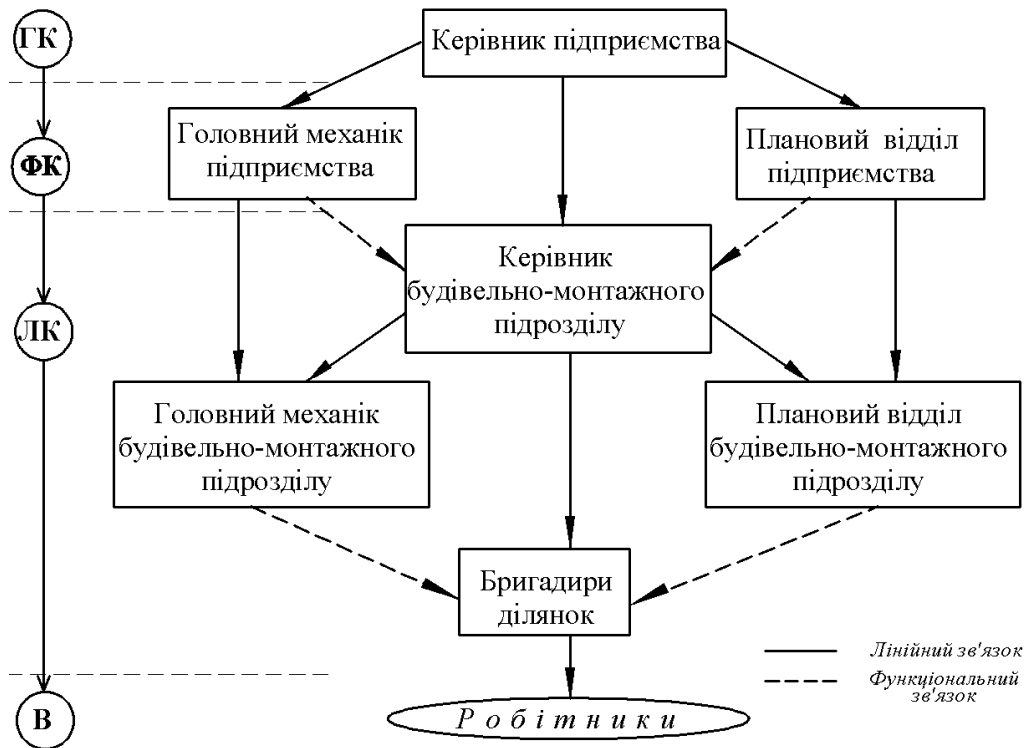 ГК
Керівник підприємства
Головний механік
підприємства
Плановий відділ
підприємства
ФК
Керівник
будівельно-монтажного
підрозділу
ЛК
Головний механік
будівельно-монтажного
підрозділу
Плановий відділ
будівельно-монтажного
підрозділу
Бригадири
ділянок
Лінійний зв'язок
Функціональний
зв'язок
В
Робітники